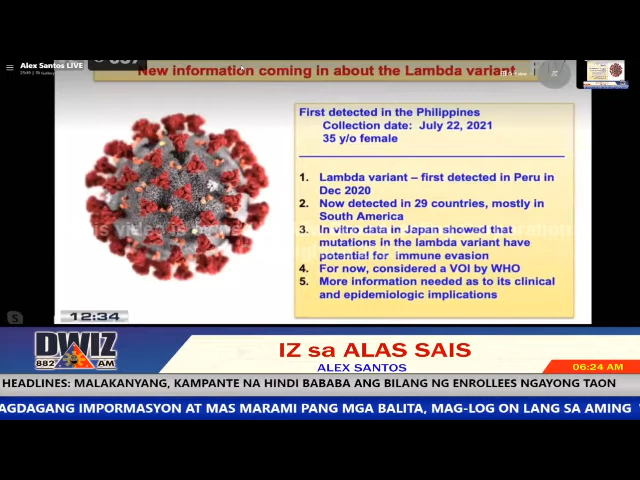 Alex Santos LIVE
New information coming in about the Lambda variant
First detected in the Philippines
Collection date: July 22, 2021
35 y/o female
1. Lambda variant – first detected in Peru in
Dec 2020
2. Now detected in 29 countries, mostly in
South America
3. In vitro data in Japan showed that
mutations in the lambda variant have
potential for immune evasion
4. For now, considered a VOI by WHO
5. More information needed as to its clinical
and epidemiologic implications
12:34
DWIZ
882 AM
IZ sa ALAS SAIS
ALEX SANTOS
06:24 AM
HEADLINES: MALAKANYANG, KAMPANTE NA HINDI BABABA ANG BILANG NG ENROLLEES NGAYONG TAON
AGDAGANG IMPORMASYON AT MAS MARAMI PANG MGA BALITA, MAG-LOG ON LANG SA AMING